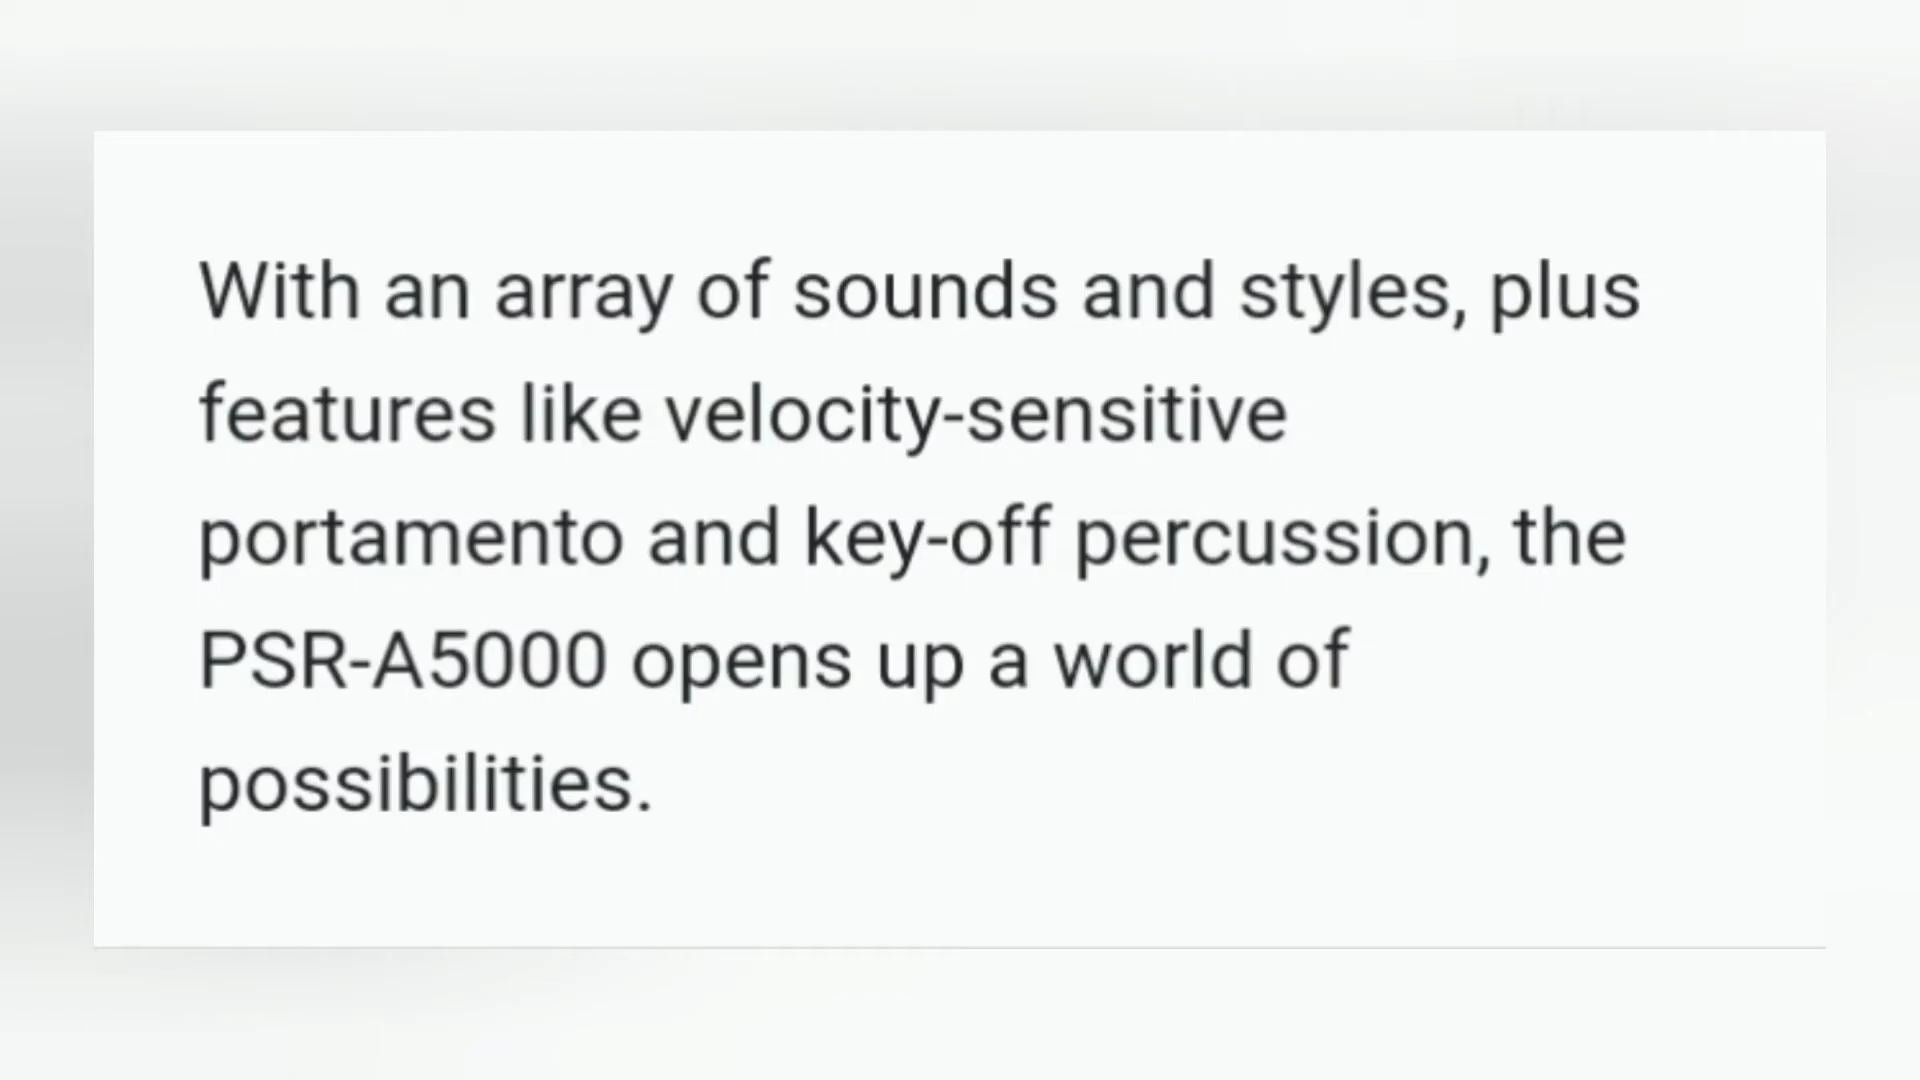 With an array of sounds and styles, plus
features like velocity-sensitive
portamento and key-off percussion, the
PSR-A5000 opens up a world of
possibilities.